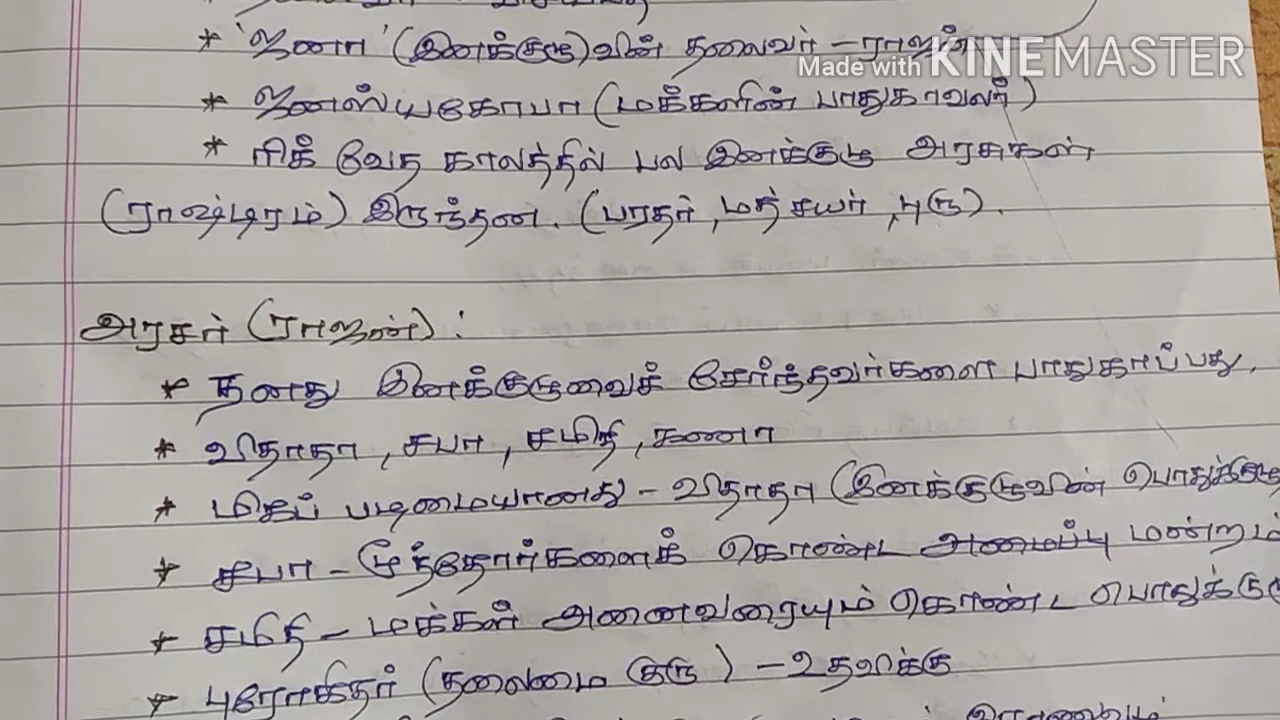 * 'ஜனா' (இனக்குழு)வின் தலைவர் – ராஜன்
Made with KINEMASTER
* ஜனஸ்யகோபா (மக்களின் பாதுகாவலர்)
* ரிக் வேத காலத்தில் பல இனக்குழு அரசுகள்
(ராஷ்டிரம்) இருந்தன. (பரதர், மத்சயர், புரு).
அரசர் (ராஜன்) :
* தனது இனக்குழுவைச் சேர்ந்தவர்களை பாதுகாப்பது.
* விதாதா, சபா, சமிதி, கணா
* மிகப் பழமையானது – விதாதா (இனக்குழுவின் பொதுக்குழு
* சபா – மூத்தோர்களைக் கொண்ட அமைப்பு மன்றம்
* சமிதி – மக்கள் அனைவரையும் கொண்ட பொதுக்குழு
* புரோகிதர் (தலைமை குரு) – உதவிக்கு